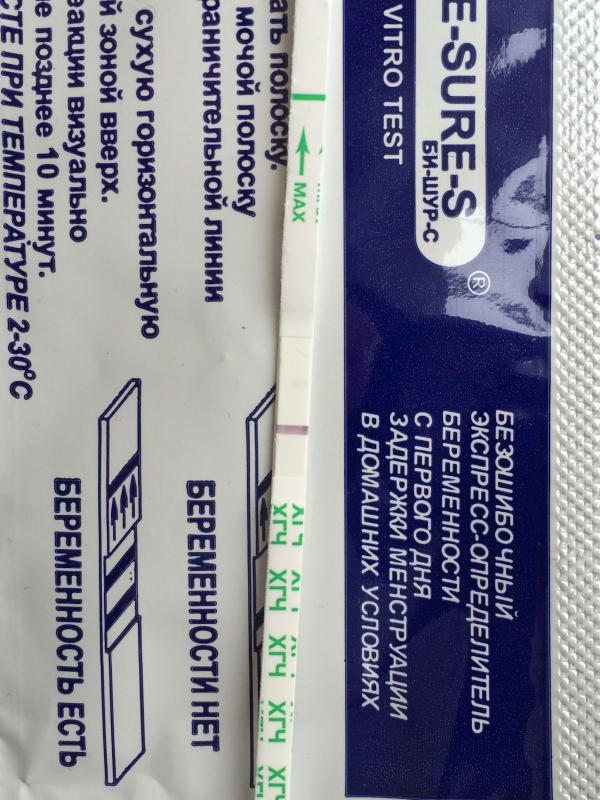 E-SURE-S®
БИ-ШУР-С
VITRO TEST
БЕЗОШИБОЧНЫЙ
ЭКСПРЕСС-ОПРЕДЕЛИТЕЛЬ
БЕРЕМЕННОСТИ
С ПЕРВОГО ДНЯ
ЗАДЕРЖКИ МЕНСТРУАЦИИ
В ДОМАШНИХ УСЛОВИЯХ
MAX
ХГЧ ХГЧ ХГЧ ХГЧ ХГЧ
полоску.
мочой полоску
раничительной линии
сухую горизонтальную
й зоной вверх.
акции визуально
е позднее 10 минут.
СТЕ ПРИ ТЕМПЕРАТУРЕ 2-30°С
БЕРЕМЕННОСТИ НЕТ
БЕРЕМЕННОСТЬ ЕСТЬ